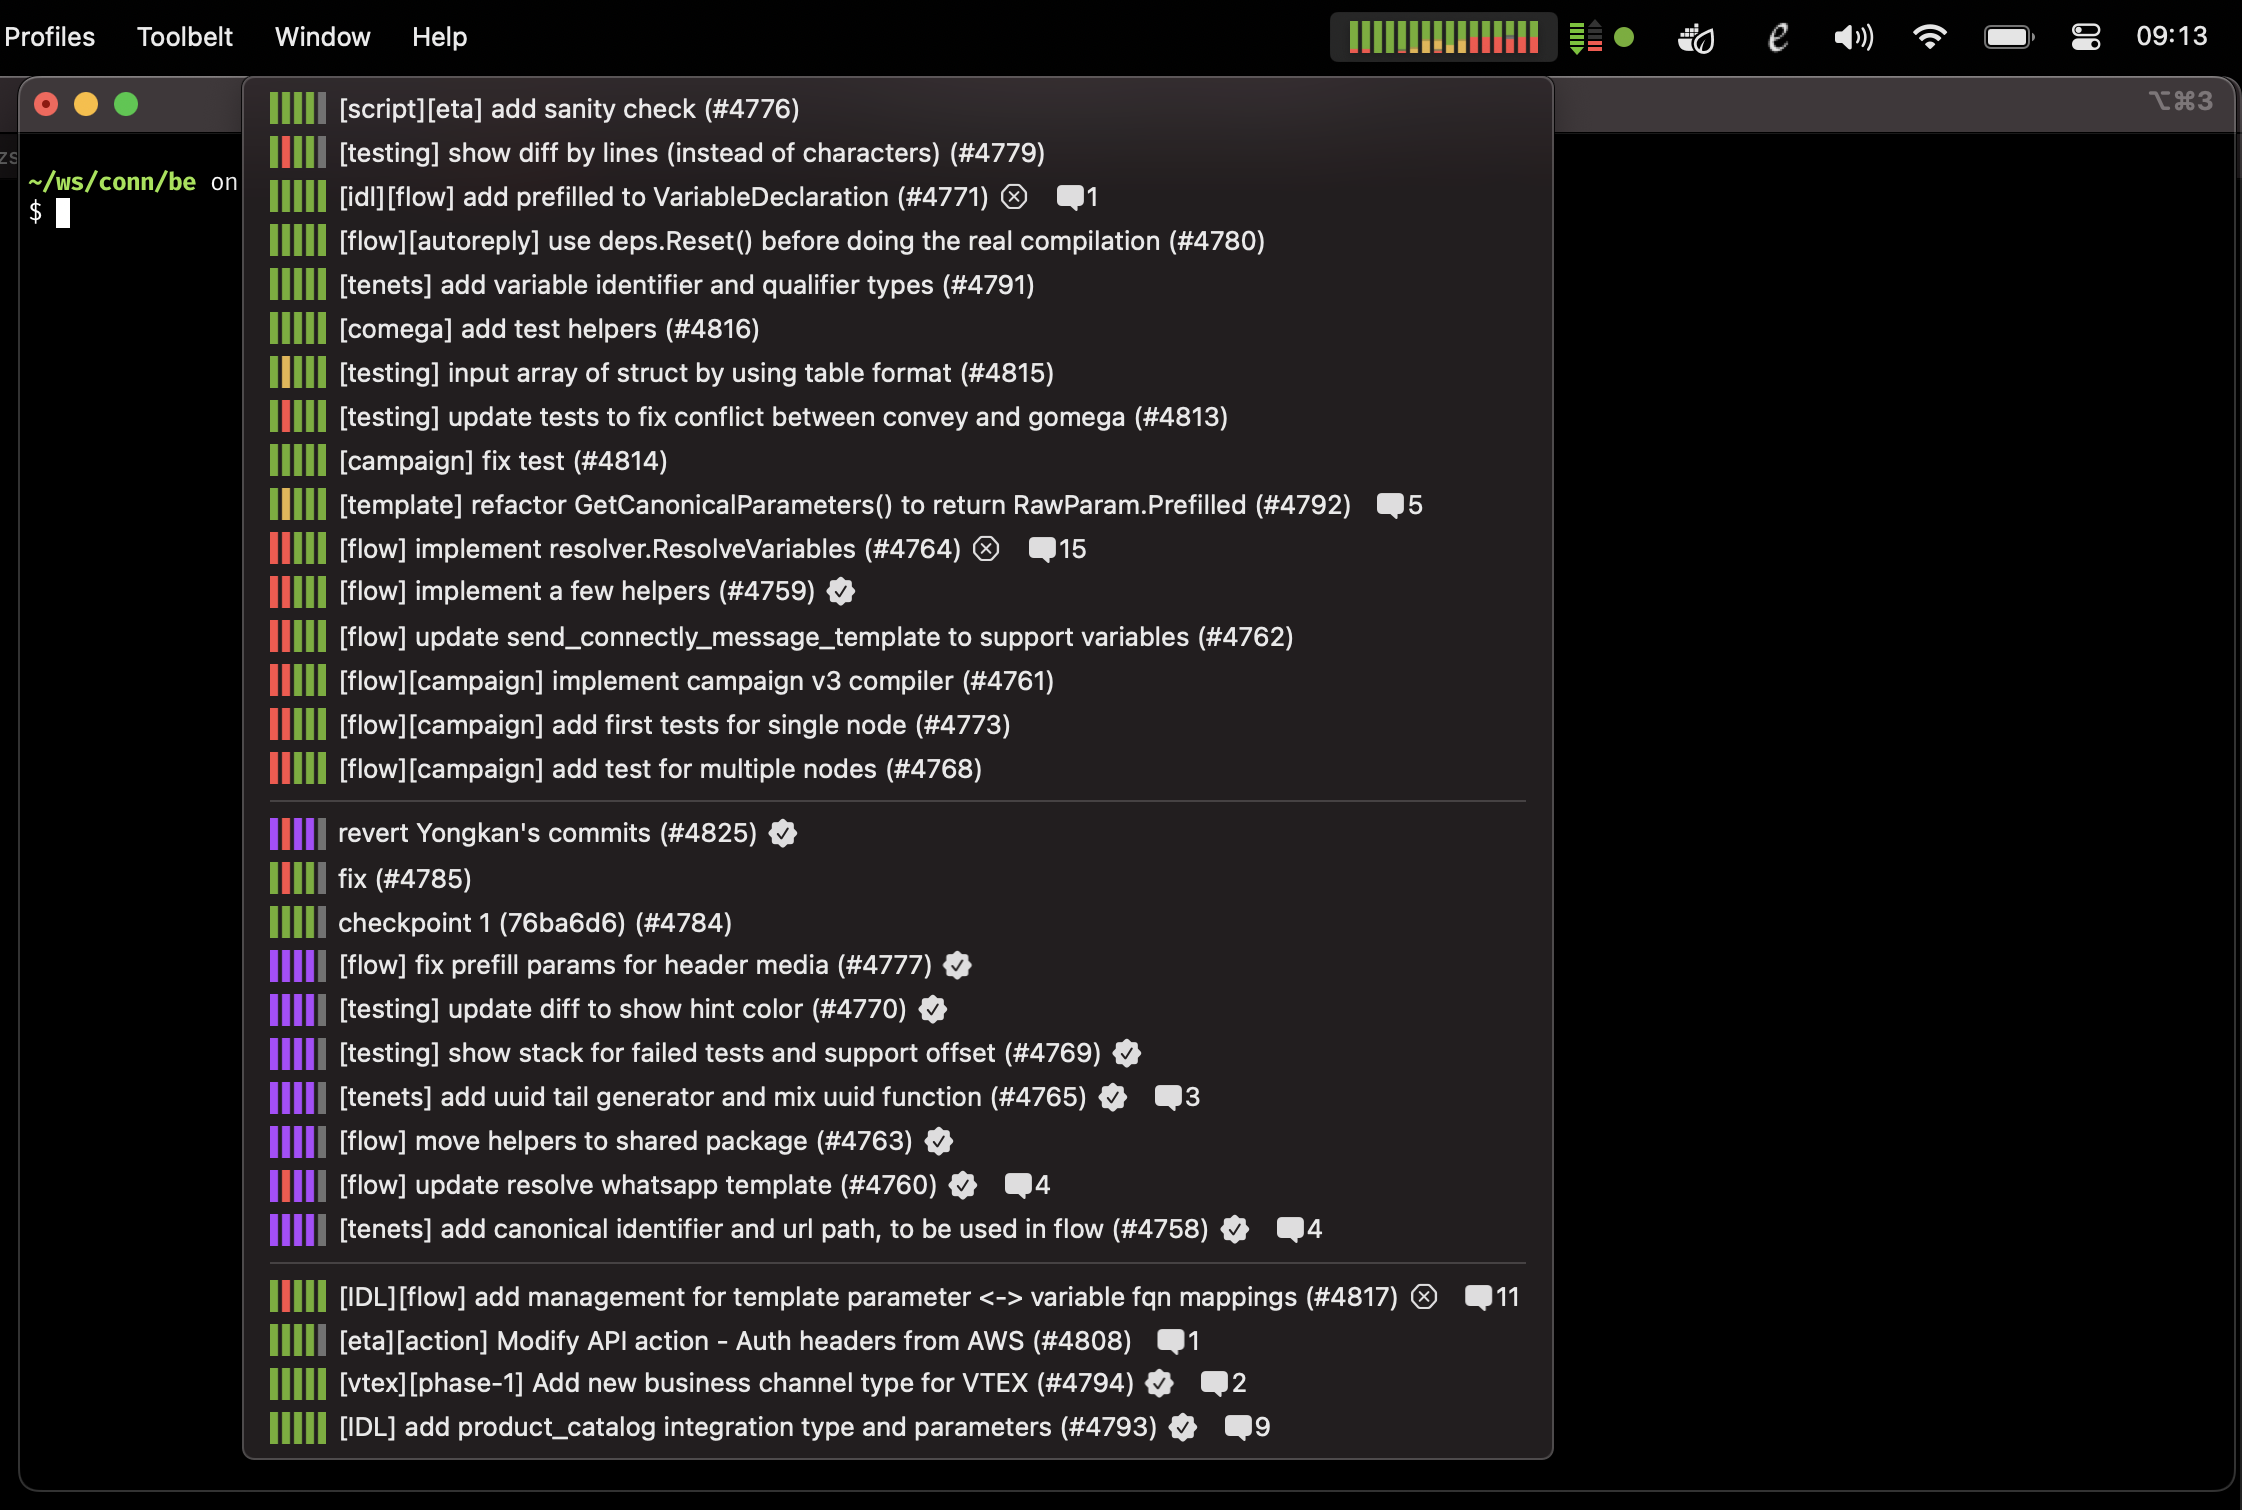 Profiles Toolbelt Window Help 09:13
⌥⌘3
zs
~/ws/conn/be on
$
[script][eta] add sanity check (#4776)
[testing] show diff by lines (instead of characters) (#4779)
[idl][flow] add prefilled to VariableDeclaration (#4771) 1
[flow][autoreply] use deps.Reset() before doing the real compilation (#4780)
[tenets] add variable identifier and qualifier types (#4791)
[comega] add test helpers (#4816)
[testing] input array of struct by using table format (#4815)
[testing] update tests to fix conflict between convey and gomega (#4813)
[campaign] fix test (#4814)
[template] refactor GetCanonicalParameters() to return RawParam.Prefilled (#4792) 5
[flow] implement resolver.ResolveVariables (#4764) 15
[flow] implement a few helpers (#4759)
[flow] update send_connectly_message_template to support variables (#4762)
[flow][campaign] implement campaign v3 compiler (#4761)
[flow][campaign] add first tests for single node (#4773)
[flow][campaign] add test for multiple nodes (#4768)
revert Yongkan's commits (#4825)
fix (#4785)
checkpoint 1 (76ba6d6) (#4784)
[flow] fix prefill params for header media (#4777)
[testing] update diff to show hint color (#4770)
[testing] show stack for failed tests and support offset (#4769)
[tenets] add uuid tail generator and mix uuid function (#4765) 3
[flow] move helpers to shared package (#4763)
[flow] update resolve whatsapp template (#4760) 4
[tenets] add canonical identifier and url path, to be used in flow (#4758) 4
[IDL][flow] add management for template parameter <-> variable fqn mappings (#4817) 11
[eta][action] Modify API action - Auth headers from AWS (#4808) 1
[vtex][phase-1] Add new business channel type for VTEX (#4794) 2
[IDL] add product_catalog integration type and parameters (#4793) 9